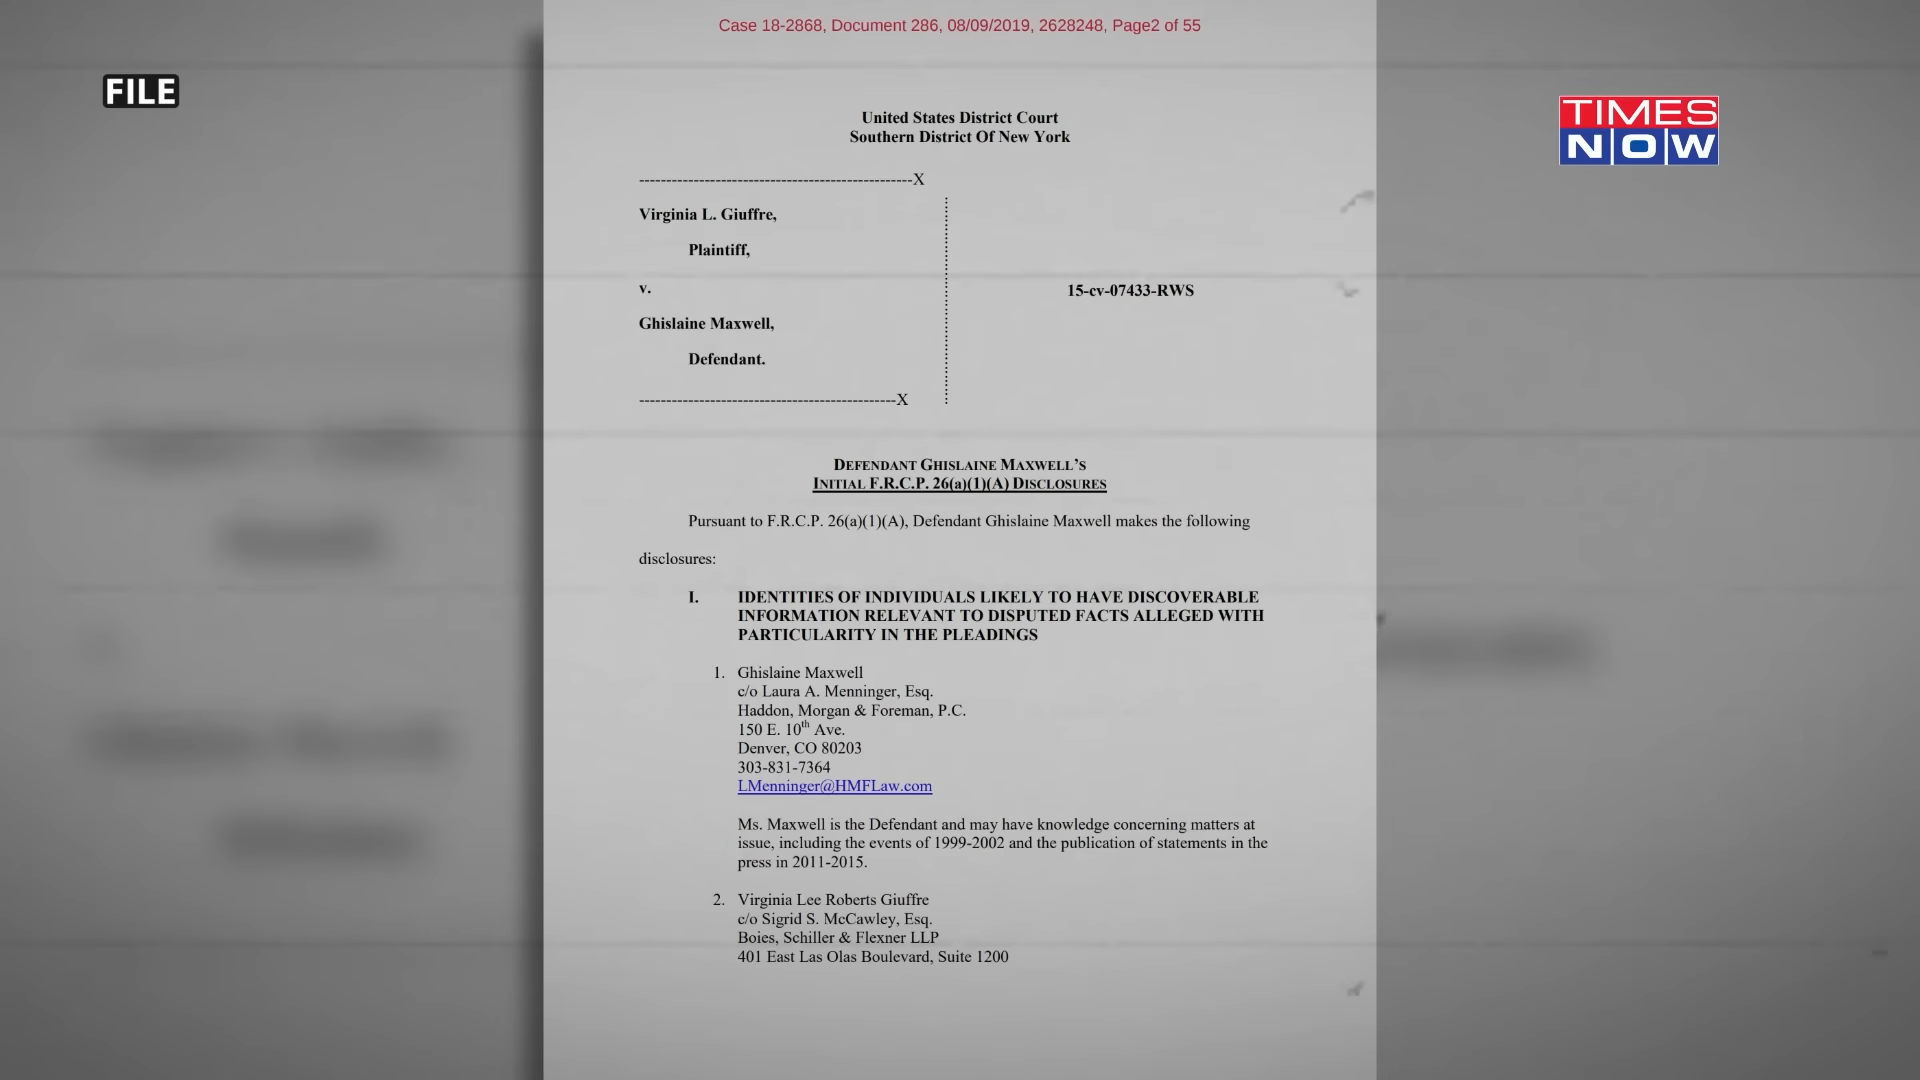 Case 18-2868, Document 286, 08/09/2019, 2628248, Page2 of 55
FILE
TIMES
NOW
United States District Court
Southern District Of New York
--------------------------------------------------X
Virginia L. Giuffre,
Plaintiff,
v.
15-cv-07433-RWS
Ghislaine Maxwell,
Defendant.
-----------------------------------------------X
DEFENDANT GHISLAINE MAXWELL’S
INITIAL F.R.C.P. 26(a)(1)(A) DISCLOSURES
Pursuant to F.R.C.P. 26(a)(1)(A), Defendant Ghislaine Maxwell makes the following
disclosures:
I. IDENTITIES OF INDIVIDUALS LIKELY TO HAVE DISCOVERABLE
INFORMATION RELEVANT TO DISPUTED FACTS ALLEGED WITH
PARTICULARITY IN THE PLEADINGS
1. Ghislaine Maxwell
c/o Laura A. Menninger, Esq.
Haddon, Morgan & Foreman, P.C.
150 E. 10th Ave.
Denver, CO 80203
303-831-7364
LMenninger@HMFLaw.com
Ms. Maxwell is the Defendant and may have knowledge concerning matters at
issue, including the events of 1999-2002 and the publication of statements in the
press in 2011-2015.
2. Virginia Lee Roberts Giuffre
c/o Sigrid S. McCawley, Esq.
Boies, Schiller & Flexner LLP
401 East Las Olas Boulevard, Suite 1200